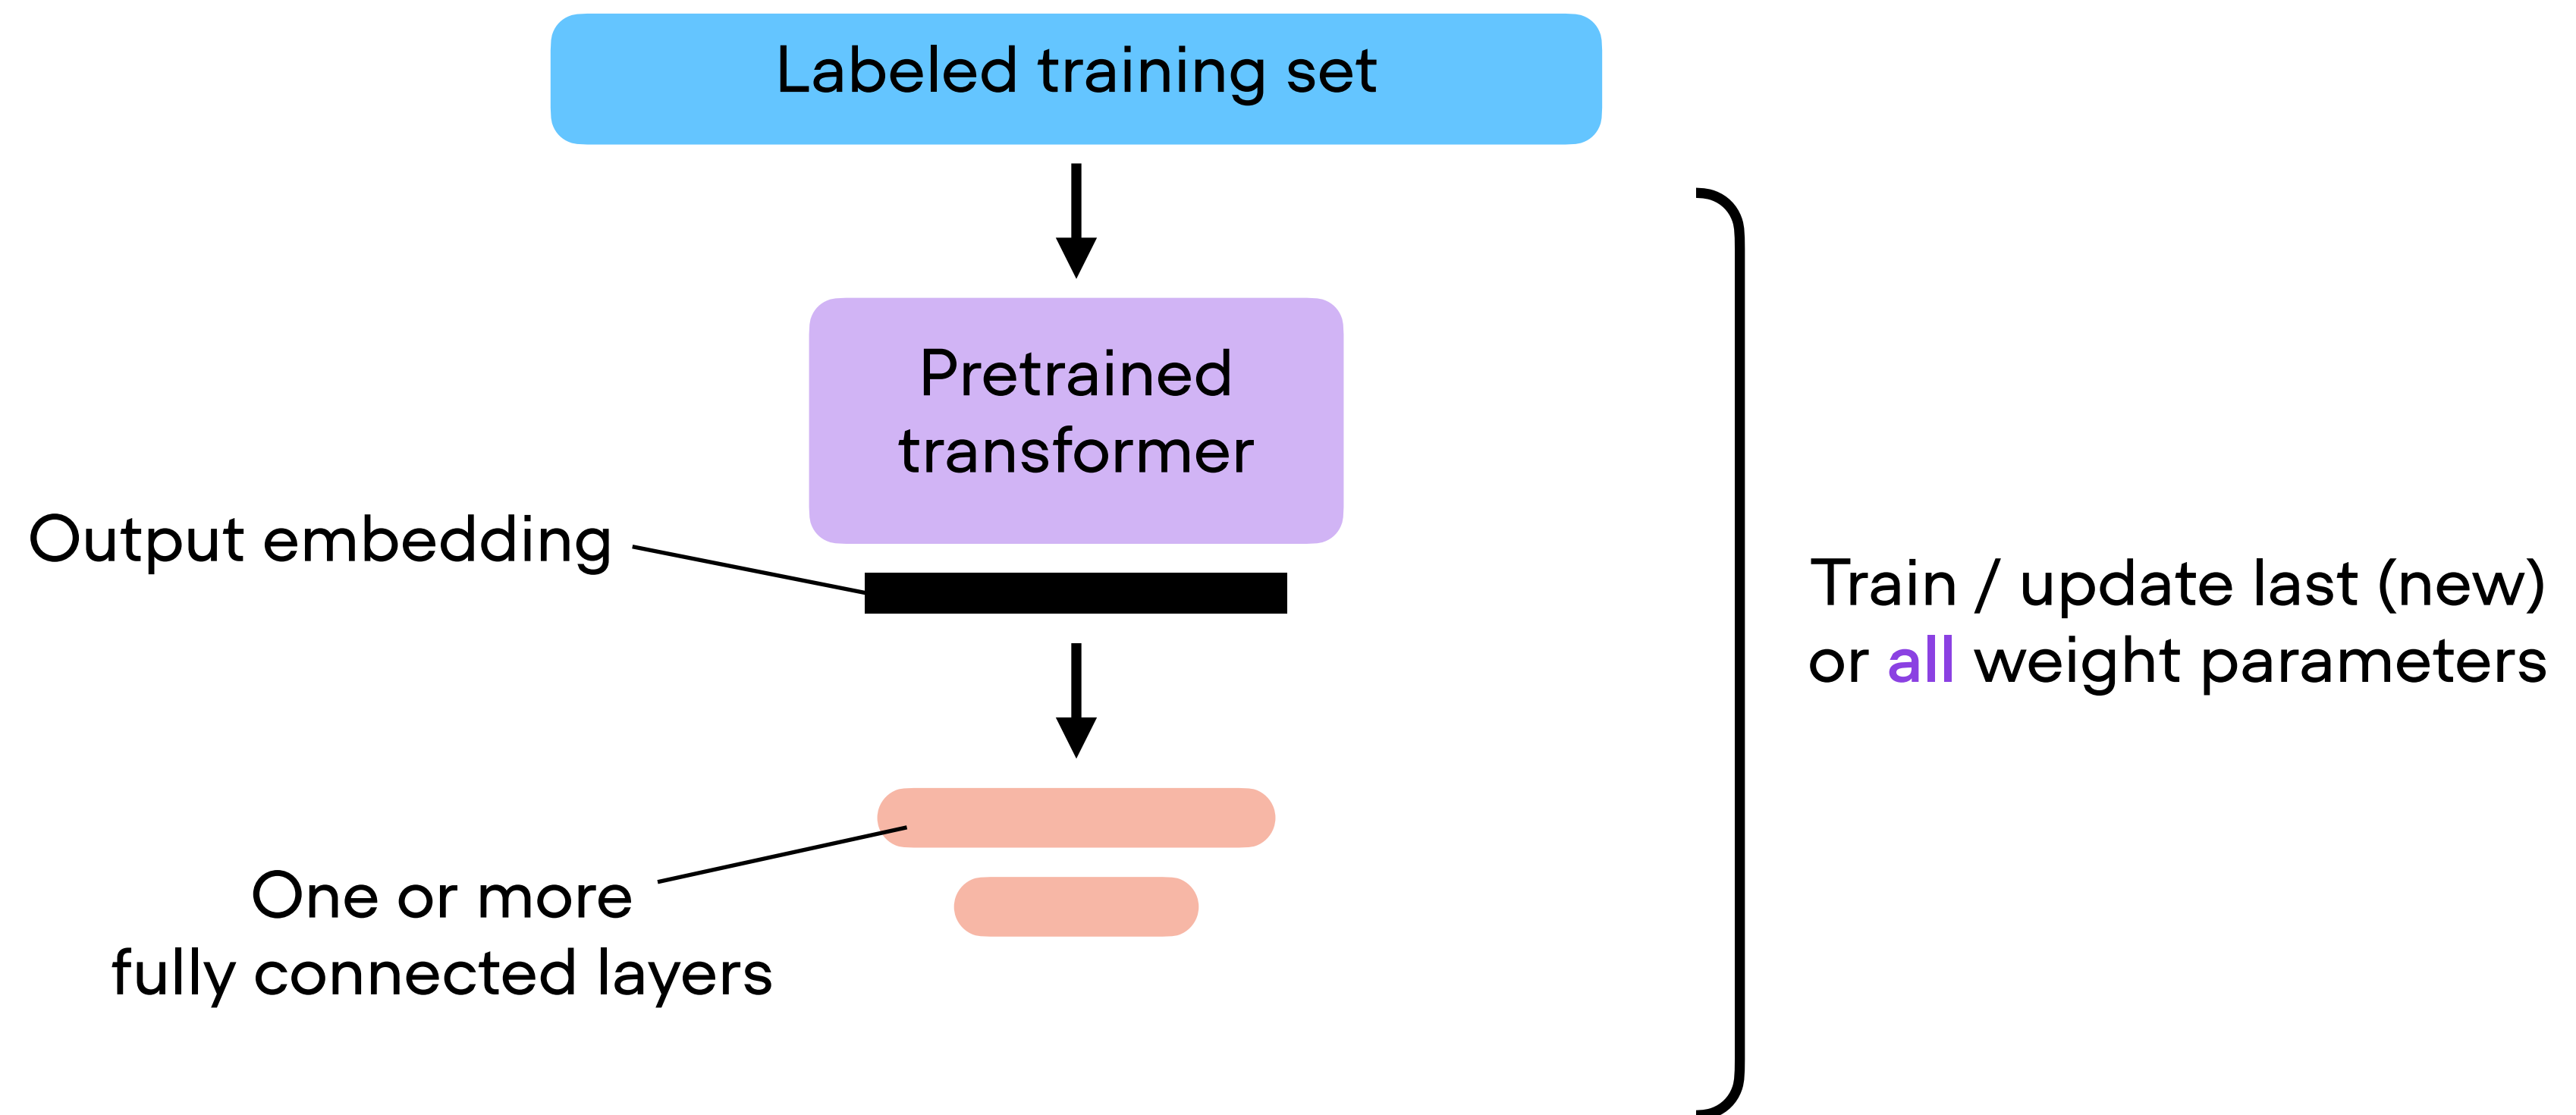 Labeled training set
Pretrained
transformer
Output embedding
Train / update last (new)
or all weight parameters
One or more
fully connected layers